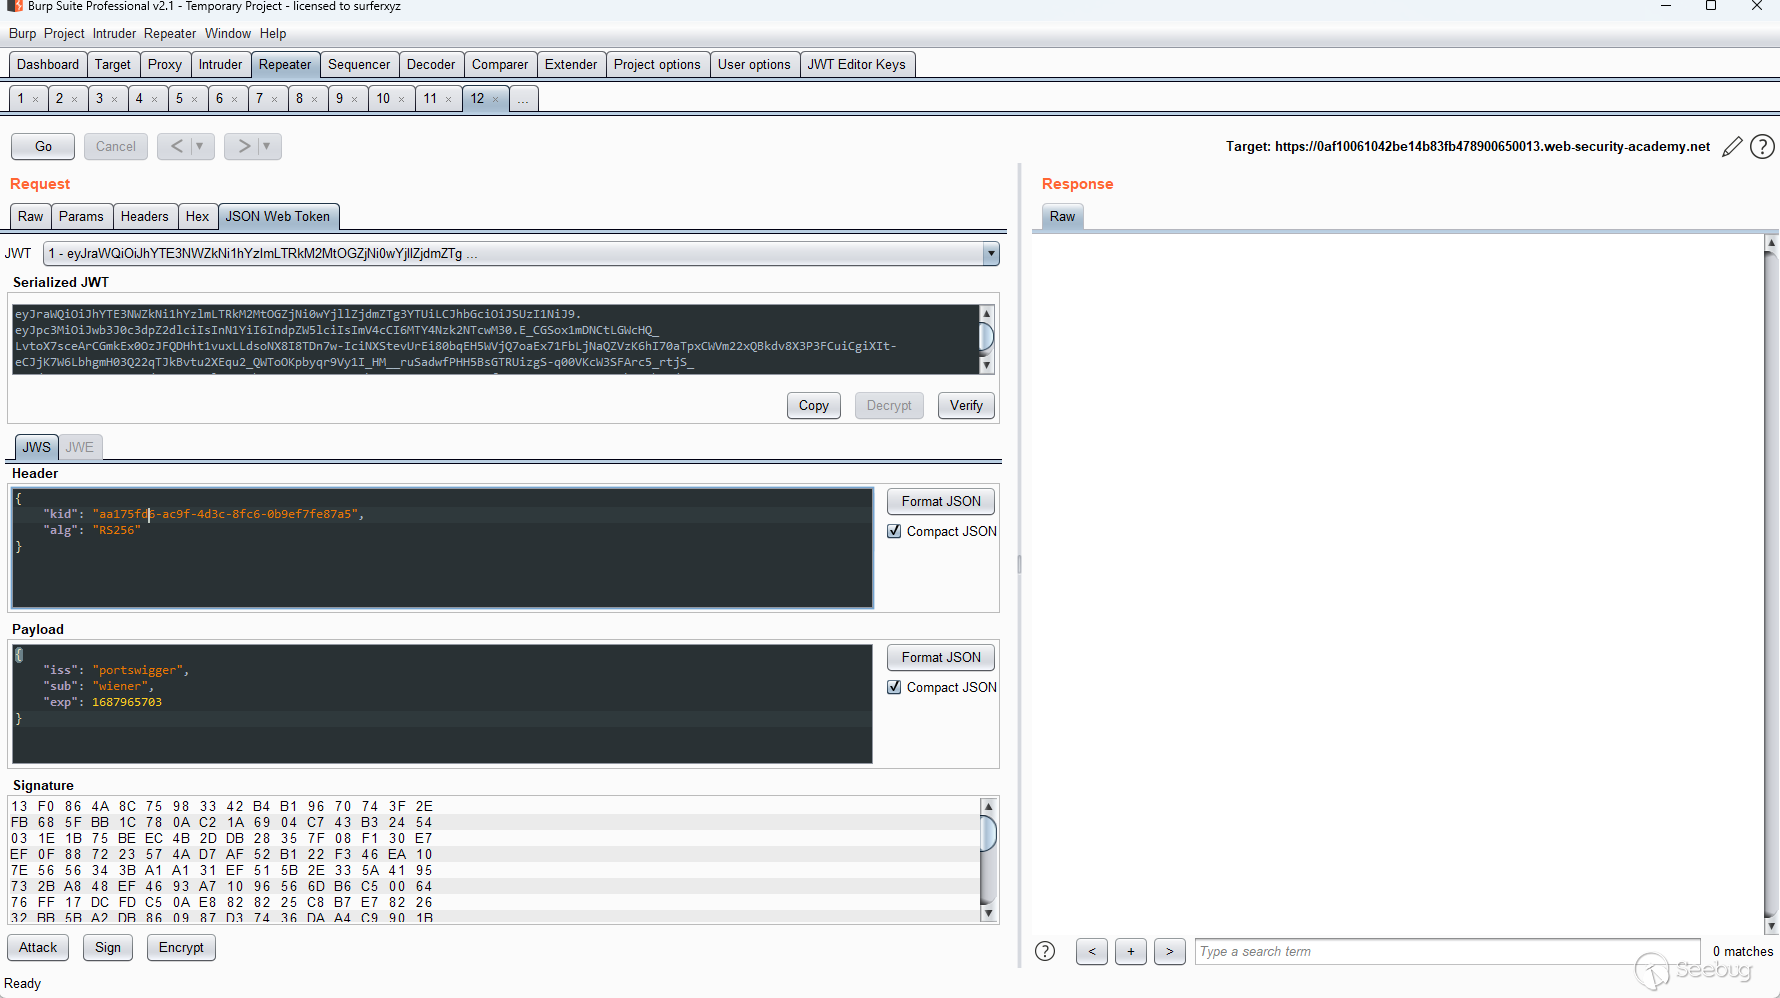 Burp Suite Professional v2.1 - Temporary Project - licensed to surferxyz
Burp Project Intruder Repeater Window Help
Dashboard Target Proxy Intruder Repeater Sequencer Decoder Comparer Extender Project options User options JWT Editor Keys
1 × 2 × 3 × 4 × 5 × 6 × 7 × 8 × 9 × 10 × 11 × 12 × ...
Go Cancel < > Target: https://0af10061042be14b83fb478900650013.web-security-academy.net ?
Request
Raw Params Headers Hex JSON Web Token
JWT 1 - eyJraWQiOiJhYTE3NWZkNi1hYzlmLTRkM2MtOGZjNi0wYjllZjdmZTg ...
Serialized JWT
eyJraWQiOiJhYTE3NWZkNi1hYzlmLTRkM2MtOGZjNi0wYjllZjdmZTg3YTUiLCJhbGciOiJSUzI1NiJ9.
eyJpc3MiOiJwb3J0c3dpZ2dlciIsInN1YiI6IndpZW5lciIsImV4cCI6MTY4Nzk2NTcwM30.E_CGSox1mDNCtLGWcHQ_
LvtoX7sceArCGmkEx0OzJFQDHht1vuxLLdsoNX8I8TDn7w-IciNXStevUrEi80bqEH5WVjQ7oaEx71FbLjNaQZVzK6hI70aTpxCWVm22xQBkdv8X3P3FCuiCgiXIt-
eCJjK7W6LbhgmH03Q22qTJkBvtu2XEqu2_QWToOKpbyqr9Vy1I_HM__ruSadwfPHH5BsGTRUizgS-q00VKcW3SFArc5_rtjS_
Copy Decrypt Verify
JWS JWE
Header
{
"kid": "aa175fd6-ac9f-4d3c-8fc6-0b9ef7fe87a5",
"alg": "RS256"
}
Format JSON
Compact JSON
Payload
{
"iss": "portswigger",
"sub": "wiener",
"exp": 1687965703
}
Format JSON
Compact JSON
Signature
13 F0 86 4A 8C 75 98 33 42 B4 B1 96 70 74 3F 2E
FB 68 5F BB 1C 78 0A C2 1A 69 04 C7 43 B3 24 54
03 1E 1B 75 BE EC 4B 2D DB 28 35 7F 08 F1 30 E7
EF 0F 88 72 23 57 4A D7 AF 52 B1 22 F3 46 EA 10
7E 56 56 34 3B A1 A1 31 EF 51 5B 2E 33 5A 41 95
73 2B A8 48 EF 46 93 A7 10 96 56 6D B6 C5 00 64
76 FF 17 DC FD C5 0A E8 82 82 25 C8 B7 E7 82 26
32 BB 5B A2 DB 86 09 87 D3 74 36 DA A4 C9 90 1B
Attack Sign Encrypt
Ready
Response
Raw
? < + > Type a search term 0 matches
Seebug